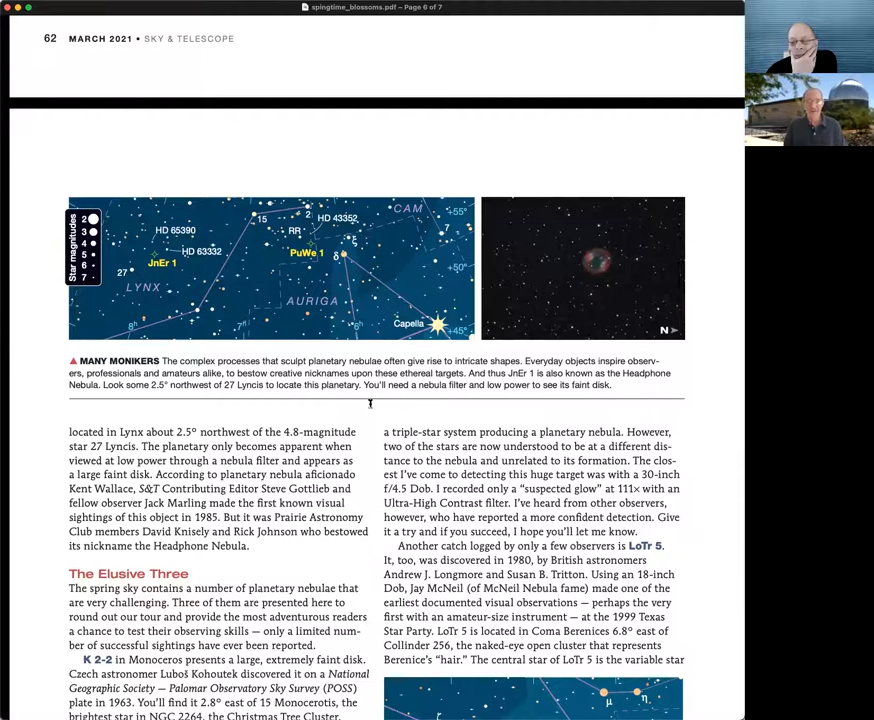 spingtime_blossoms.pdf – Page 6 of 7
62 MARCH 2021 • SKY & TELESCOPE
Star magnitudes
2
3
4
5
6
7
CAM
+55°
15
2
HD 43352
HD 65390
RR
7
ξ
HD 63332
PuWe 1
δ
JnEr 1
27
+50°
LYNX
AURIGA
8h
7h
6h
Capella
+45°
N
▲ MANY MONIKERS The complex processes that sculpt planetary nebulae often give rise to intricate shapes. Everyday objects inspire observ-
ers, professionals and amateurs alike, to bestow creative nicknames upon these ethereal targets. And thus JnEr 1 is also known as the Headphone
Nebula. Look some 2.5° northwest of 27 Lyncis to locate this planetary. You'll need a nebula filter and low power to see its faint disk.
located in Lynx about 2.5° northwest of the 4.8-magnitude
star 27 Lyncis. The planetary only becomes apparent when
viewed at low power through a nebula filter and appears as
a large faint disk. According to planetary nebula aficionado
Kent Wallace, S&T Contributing Editor Steve Gottlieb and
fellow observer Jack Marling made the first known visual
sightings of this object in 1985. But it was Prairie Astronomy
Club members David Knisely and Rick Johnson who bestowed
its nickname the Headphone Nebula.
The Elusive Three
The spring sky contains a number of planetary nebulae that
are very challenging. Three of them are presented here to
round out our tour and provide the most adventurous readers
a chance to test their observing skills — only a limited num-
ber of successful sightings have ever been reported.
K 2-2 in Monoceros presents a large, extremely faint disk.
Czech astronomer Luboš Kohoutek discovered it on a National
Geographic Society — Palomar Observatory Sky Survey (POSS)
plate in 1963. You'll find it 2.8° east of 15 Monocerotis, the
brightest star in NGC 2264, the Christmas Tree Cluster.
a triple-star system producing a planetary nebula. However,
two of the stars are now understood to be at a different dis-
tance to the nebula and unrelated to its formation. The clos-
est I've come to detecting this huge target was with a 30-inch
f/4.5 Dob. I recorded only a "suspected glow" at 111× with an
Ultra-High Contrast filter. I've heard from other observers,
however, who have reported a more confident detection. Give
it a try and if you succeed, I hope you'll let me know.
Another catch logged by only a few observers is LoTr 5.
It, too, was discovered in 1980, by British astronomers
Andrew J. Longmore and Susan B. Tritton. Using an 18-inch
Dob, Jay McNeil (of McNeil Nebula fame) made one of the
earliest documented visual observations — perhaps the very
first with an amateur-size instrument — at the 1999 Texas
Star Party. LoTr 5 is located in Coma Berenices 6.8° east of
Collinder 256, the naked-eye open cluster that represents
Berenice's "hair." The central star of LoTr 5 is the variable star
μ
η